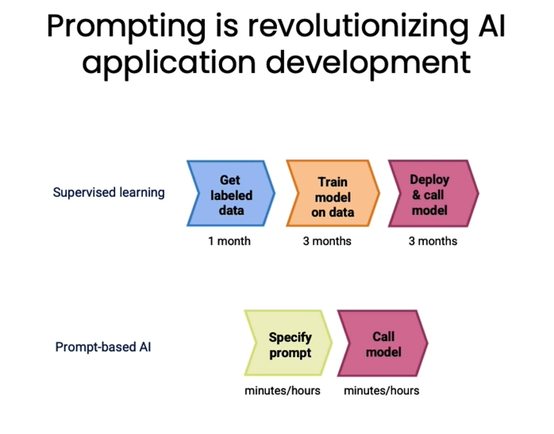 Prompting is revolutionizing AI
application development
Supervised learning
Get
labeled
data
1 month
Train
model
on data
3 months
Deploy
& call
model
3 months
Prompt-based AI
Specify
prompt
minutes/hours
Call
model
minutes/hours